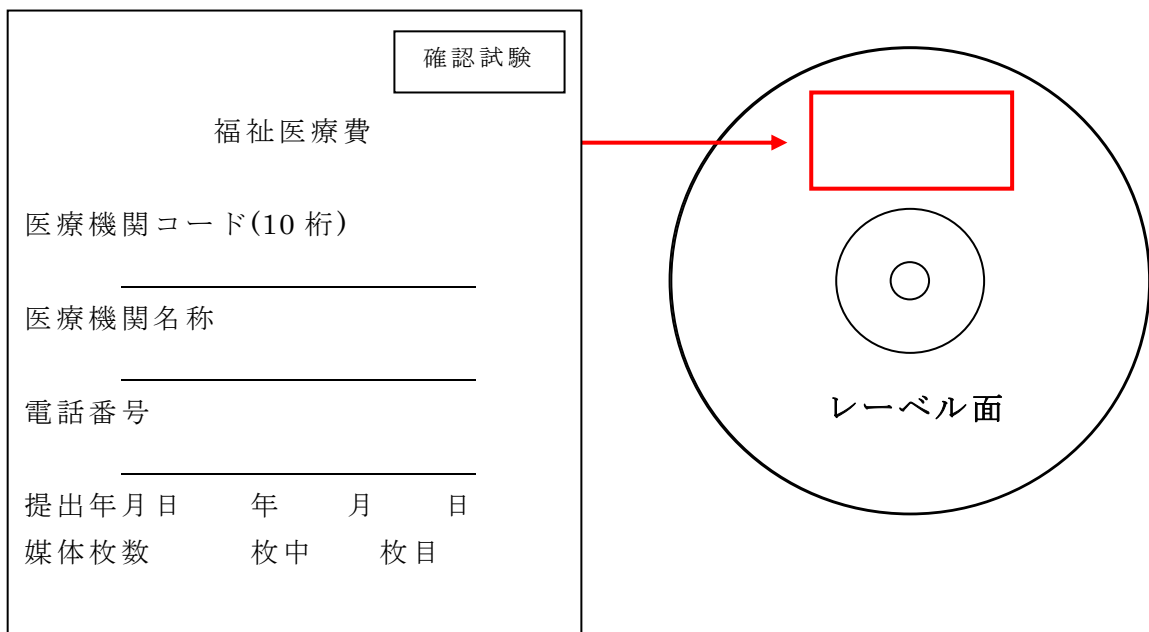 確認試験
福祉医療費
医療機関コード(10 桁)
医療機関名称
電話番号
提出年月日 年 月 日
媒体枚数 枚中 枚目
レーベル面